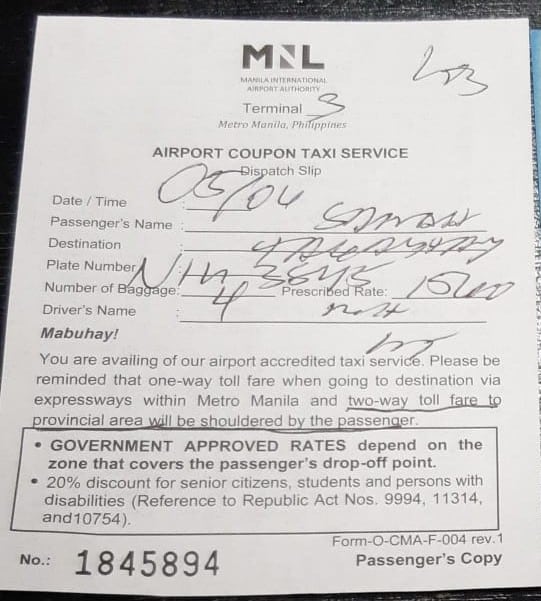 MNL
MANILA INTERNATIONAL
AIRPORT AUTHORITY
Terminal 3
Metro Manila, Philippines
AIRPORT COUPON TAXI SERVICE
Dispatch Slip
Date / Time : 05/04
Passenger's Name :
Destination :
Plate Number
Number of Baggage: 4 Prescribed Rate:
Driver's Name :
Mabuhay!
You are availing of our airport accredited taxi service. Please be
reminded that one-way toll fare when going to destination via
expressways within Metro Manila and two-way toll fare to
provincial area will be shouldered by the passenger.
• GOVERNMENT APPROVED RATES depend on the
zone that covers the passenger's drop-off point.
• 20% discount for senior citizens, students and persons with
disabilities (Reference to Republic Act Nos. 9994, 11314,
and10754).
Form-O-CMA-F-004 rev.1
No.: 1845894 Passenger's Copy